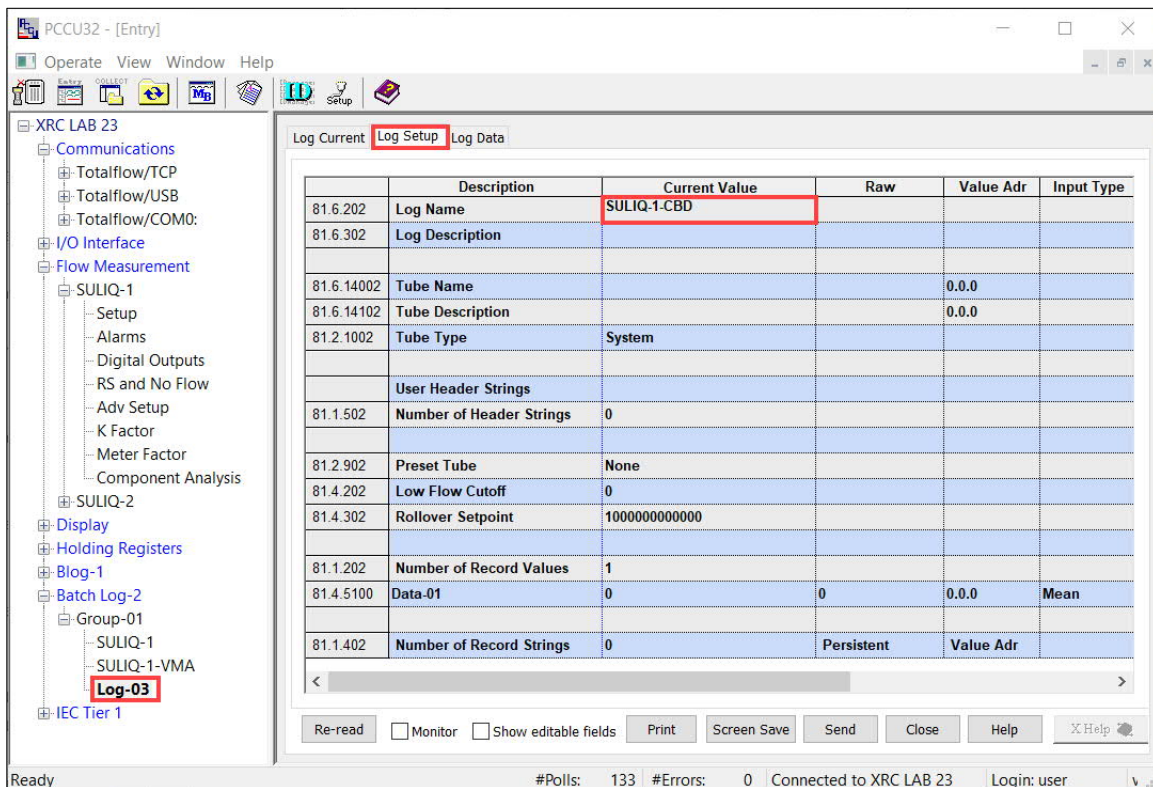 PCCU32 - [Entry]
Operate View Window Help
Entry COLLECT MB ID Setup
XRC LAB 23
Communications
Totalflow/TCP
Totalflow/USB
Totalflow/COM0:
I/O Interface
Flow Measurement
SULIQ-1
Setup
Alarms
Digital Outputs
RS and No Flow
Adv Setup
K Factor
Meter Factor
Component Analysis
SULIQ-2
Display
Holding Registers
Blog-1
Batch Log-2
Group-01
SULIQ-1
SULIQ-1-VMA
Log-03
IEC Tier 1
Log Current Log Setup Log Data
Description Current Value Raw Value Adr Input Type
81.6.202 Log Name SULIQ-1-CBD
81.6.302 Log Description
81.6.14002 Tube Name 0.0.0
81.6.14102 Tube Description 0.0.0
81.2.1002 Tube Type System
User Header Strings
81.1.502 Number of Header Strings 0
81.2.902 Preset Tube None
81.4.202 Low Flow Cutoff 0
81.4.302 Rollover Setpoint 1000000000000
81.1.202 Number of Record Values 1
81.4.5100 Data-01 0 0 0.0.0 Mean
81.1.402 Number of Record Strings 0 Persistent Value Adr
Re-read Monitor Show editable fields Print Screen Save Send Close Help X Help
Ready #Polls: 133 #Errors: 0 Connected to XRC LAB 23 Login: user